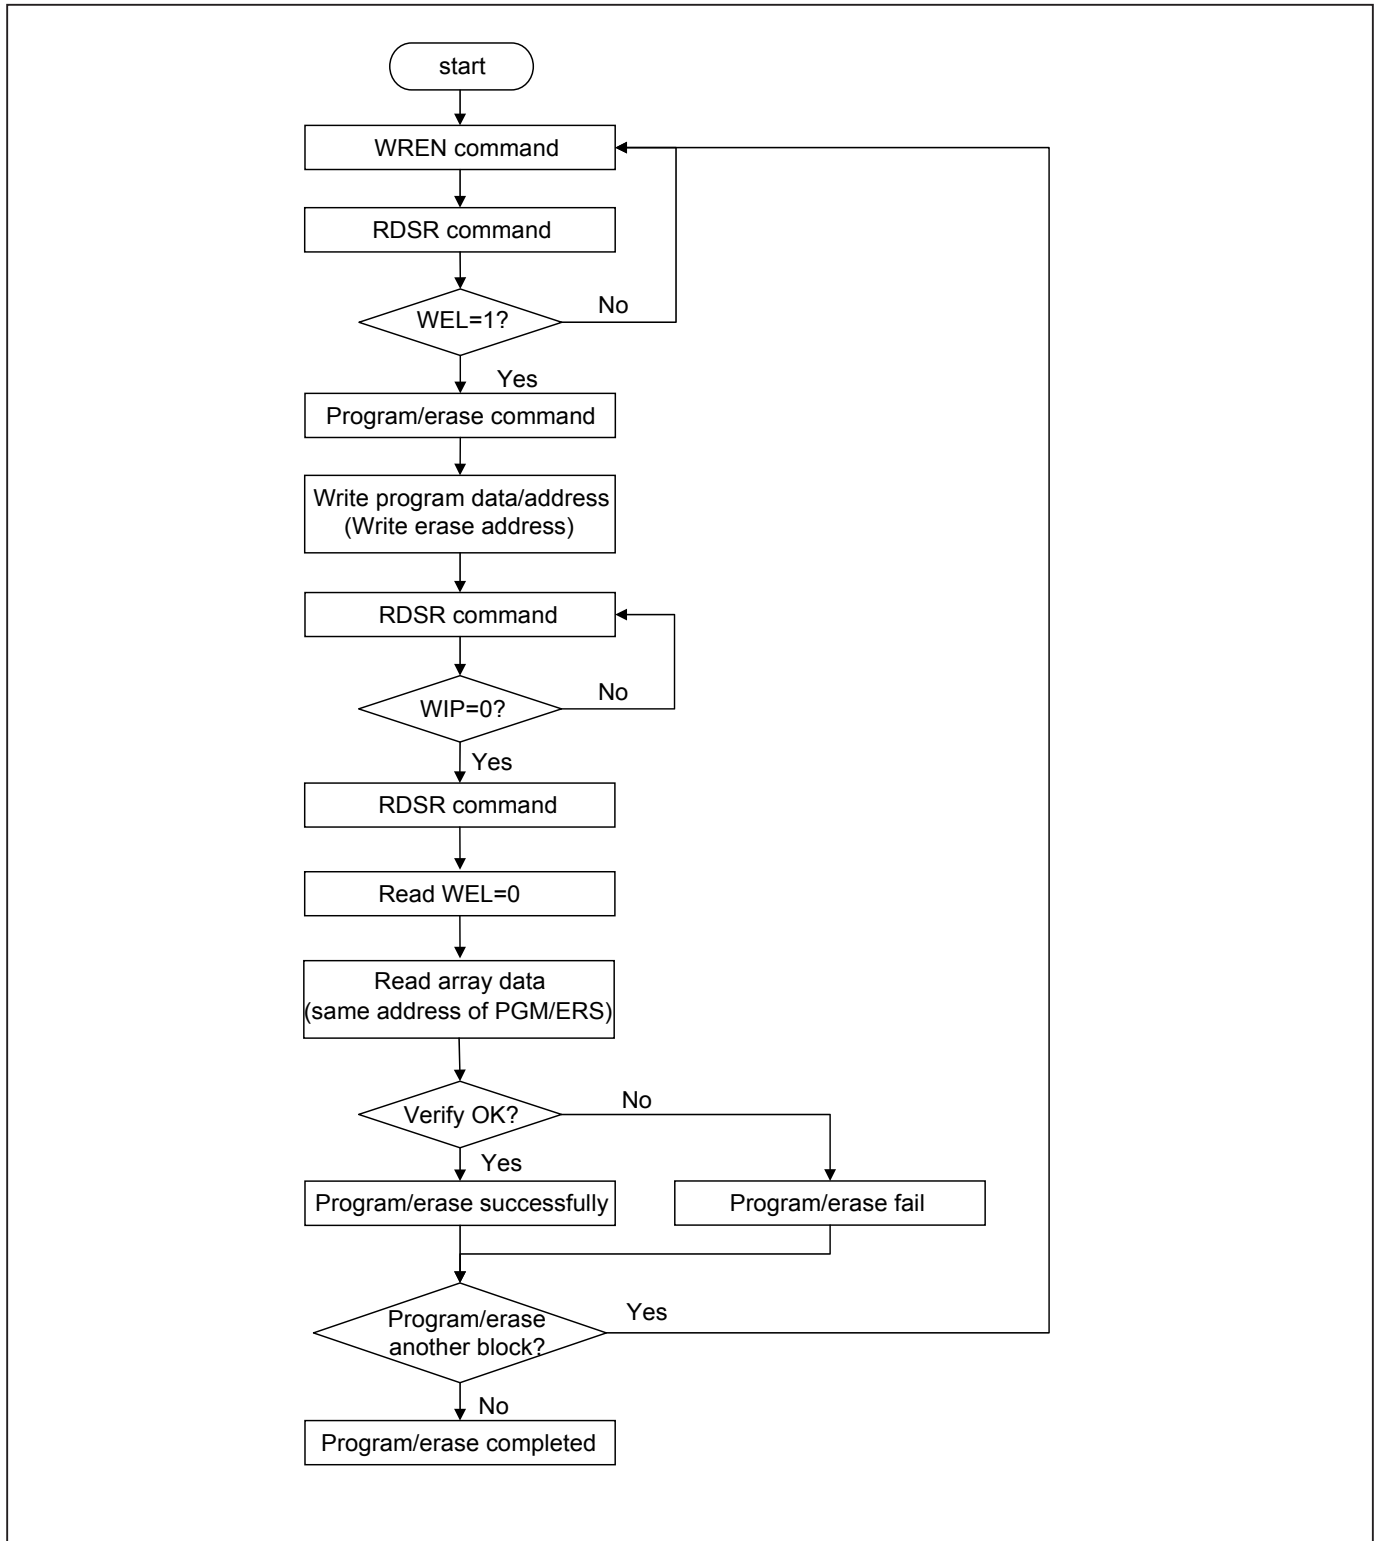 start
WREN command
RDSR command
WEL=1?
No
Yes
Program/erase command
Write program data/address
(Write erase address)
RDSR command
WIP=0?
No
Yes
RDSR command
Read WEL=0
Read array data
(same address of PGM/ERS)
Verify OK?
No
Yes
Program/erase successfully
Program/erase fail
Program/erase
another block?
Yes
No
Program/erase completed